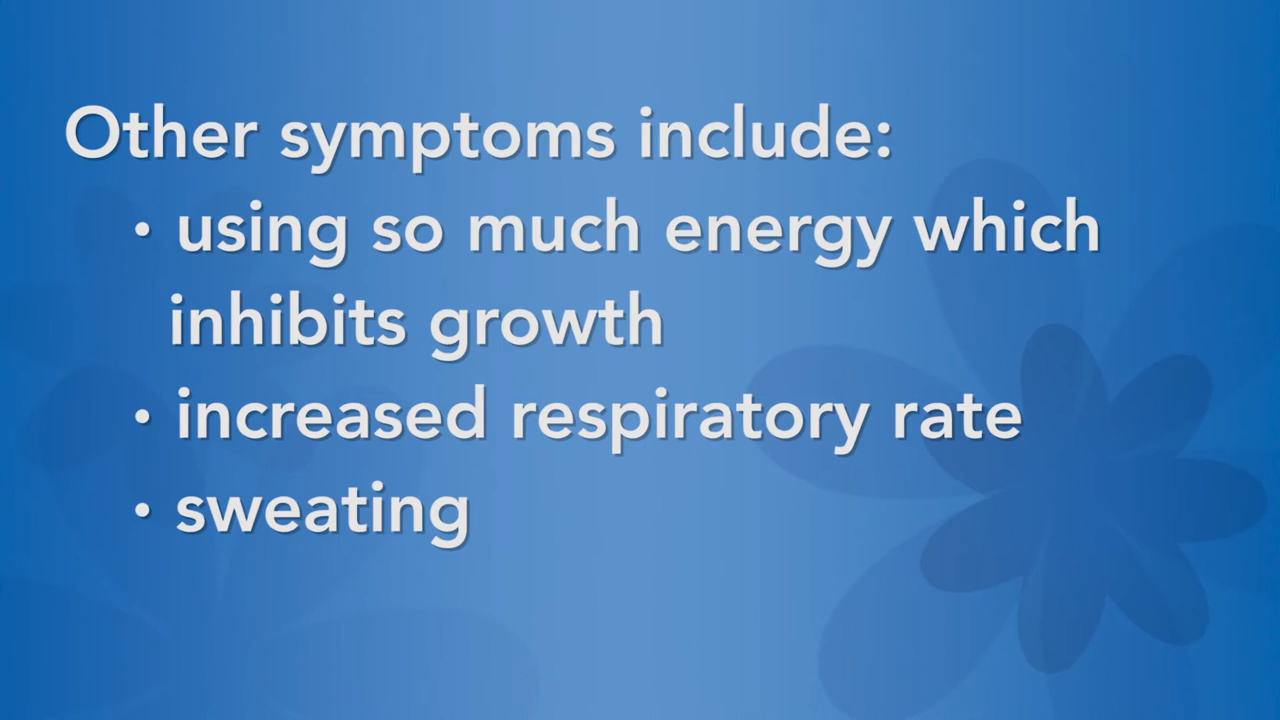 Other symptoms include:
• using so much energy which
inhibits growth
• increased respiratory rate
• sweating